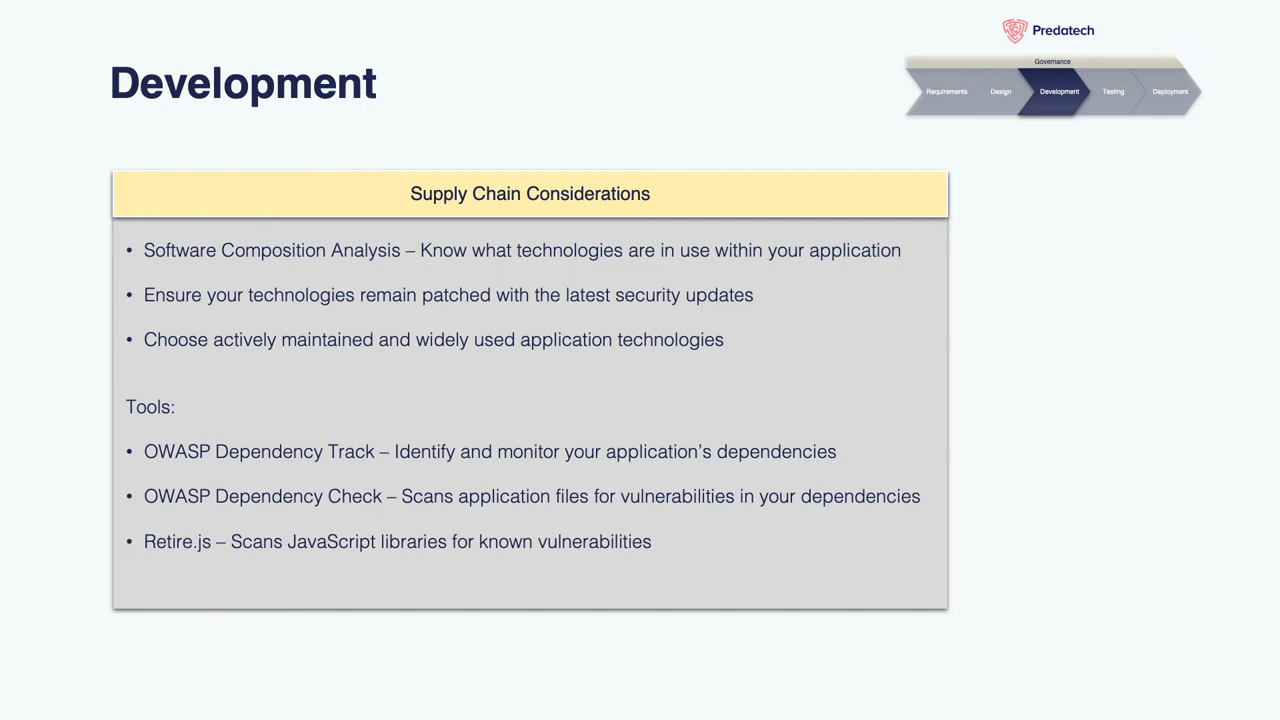 Predatech
Governance
Development
Requirements
Design
Development
Testing
Deployment
Supply Chain Considerations
• Software Composition Analysis – Know what technologies are in use within your application
• Ensure your technologies remain patched with the latest security updates
• Choose actively maintained and widely used application technologies
Tools:
• OWASP Dependency Track – Identify and monitor your application’s dependencies
• OWASP Dependency Check – Scans application files for vulnerabilities in your dependencies
• Retire.js – Scans JavaScript libraries for known vulnerabilities